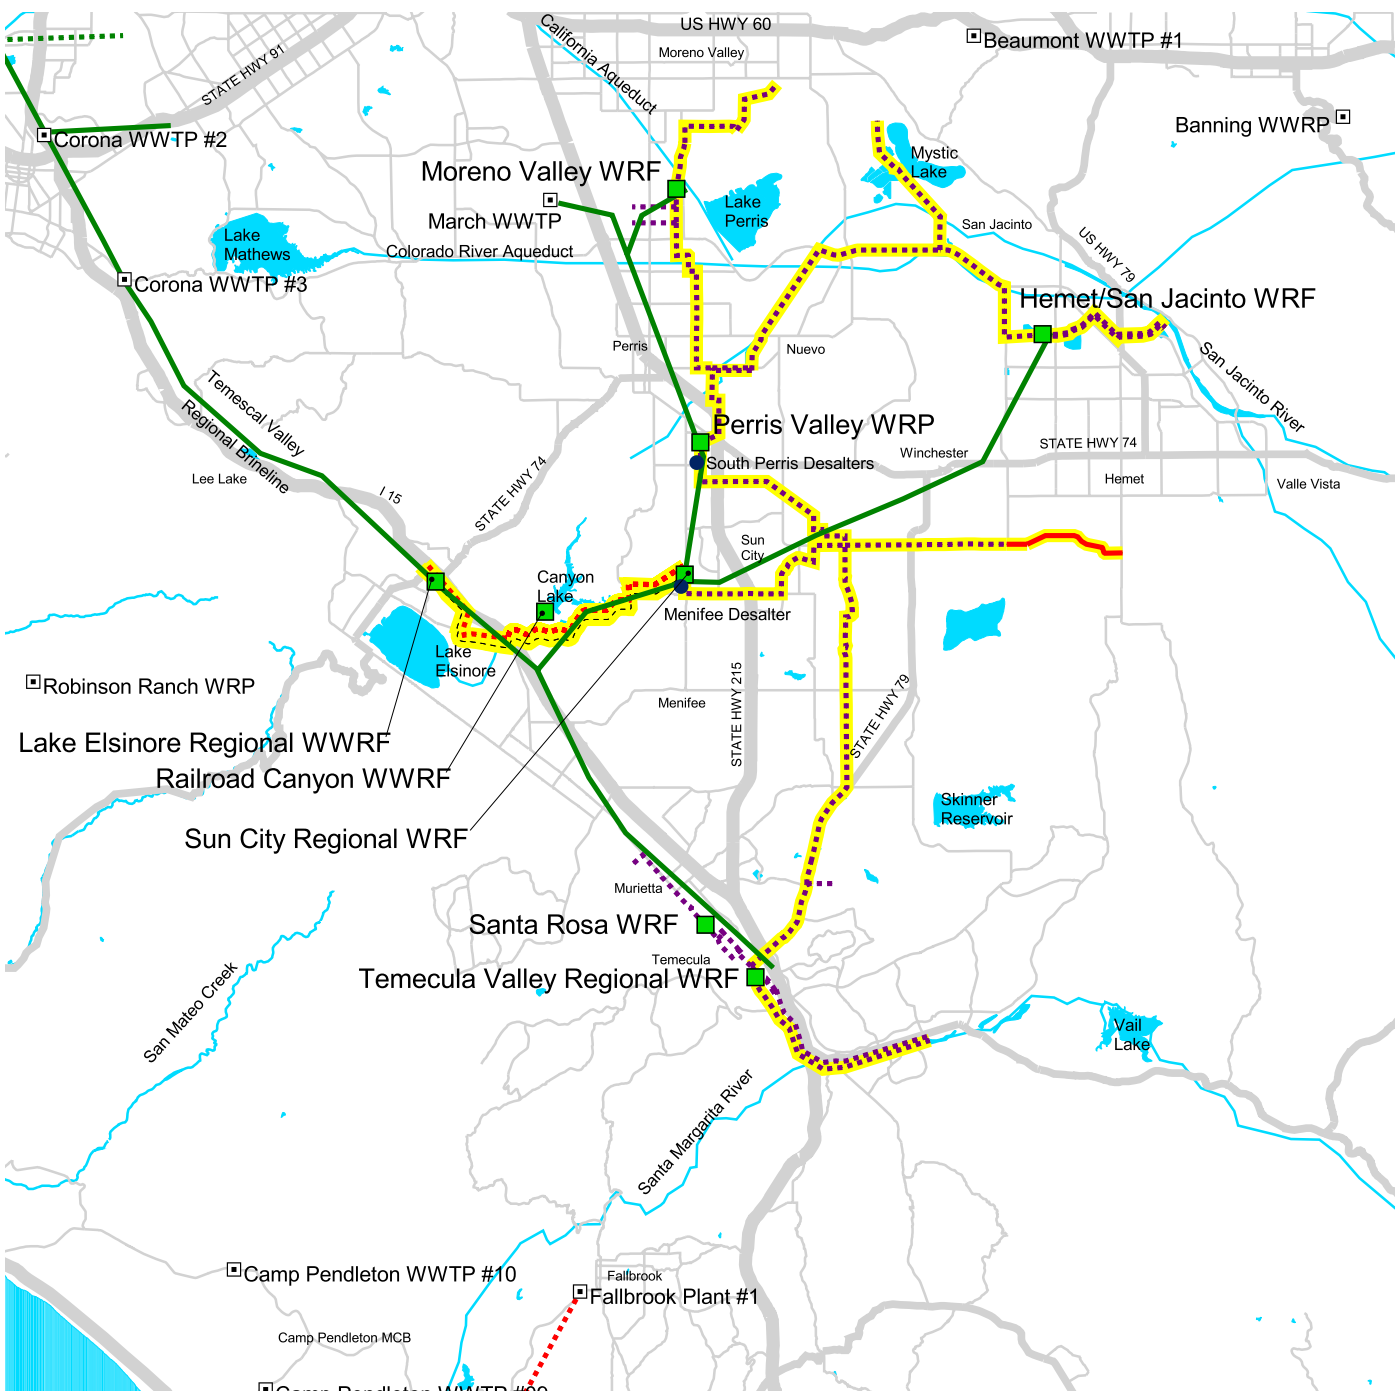 US HWY 60
California Aqueduct
Moreno Valley
Beaumont WWTP #1
STATE HWY 91
Banning WWRP
Corona WWTP #2
Mystic
Lake
Moreno Valley WRF
Lake
Perris
March WWTP
San Jacinto
Lake
Mathews
Colorado River Aqueduct
US HWY 79
Corona WWTP #3
Hemet/San Jacinto WRF
Perris
Nuevo
San Jacinto River
Temescal Valley
Regional Brineline
Perris Valley WRP
STATE HWY 74
Winchester
South Perris Desalters
Lee Lake
I 15
STATE HWY 74
Hemet
Valle Vista
Sun
City
Canyon
Lake
Menifee Desalter
Lake
Elsinore
Robinson Ranch WRP
Menifee
STATE HWY 215
STATE HWY 79
Lake Elsinore Regional WWRF
Railroad Canyon WWRF
Skinner
Reservoir
Sun City Regional WRF
Murietta
Santa Rosa WRF
Temecula
Temecula Valley Regional WRF
San Mateo Creek
Vail
Lake
Santa Margarita River
Camp Pendleton WWTP #10
Fallbrook
Fallbrook Plant #1
Camp Pendleton MCB